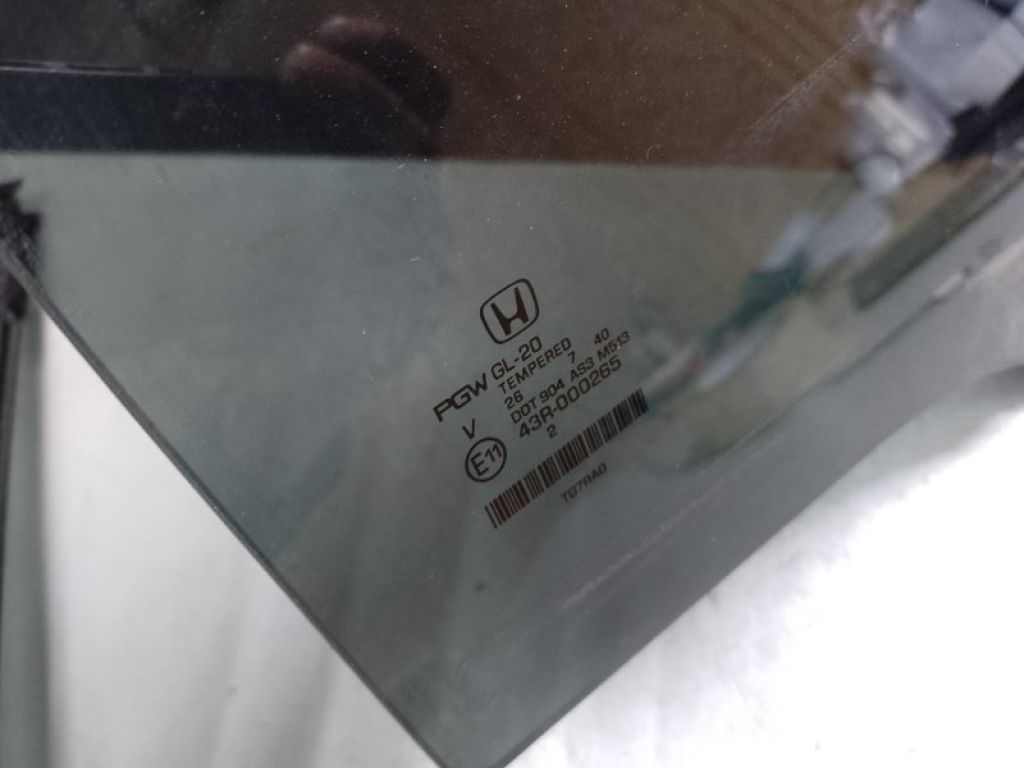 PGW GL-20
TEMPERED
26 7 40
DOT 904 AS3 M513
V 43R-000265
E11 2
TG7RA0